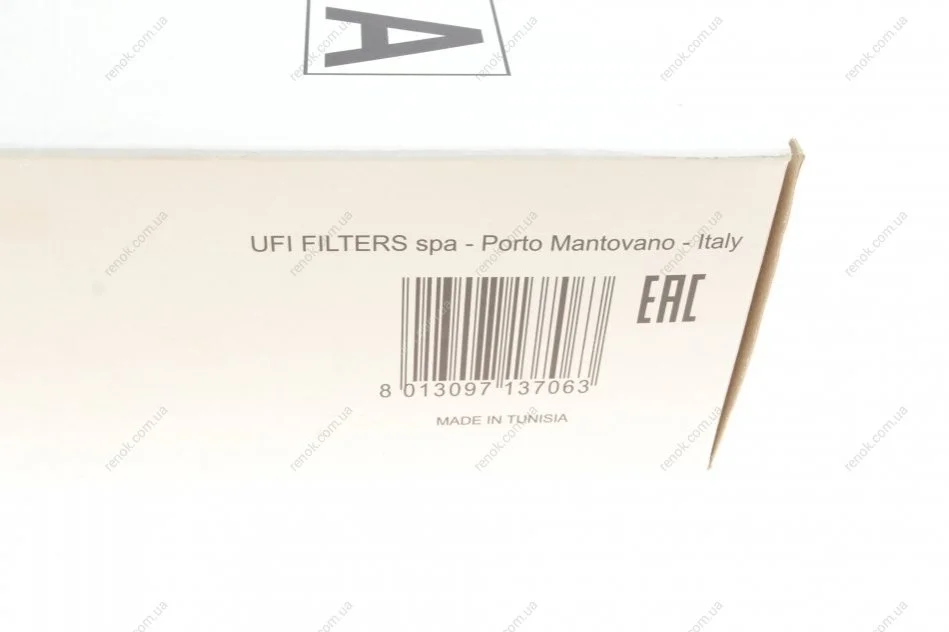 A
UFI FILTERS spa - Porto Mantovano - Italy
EAC
8 013097 137063
MADE IN TUNISIA
renok.com.ua